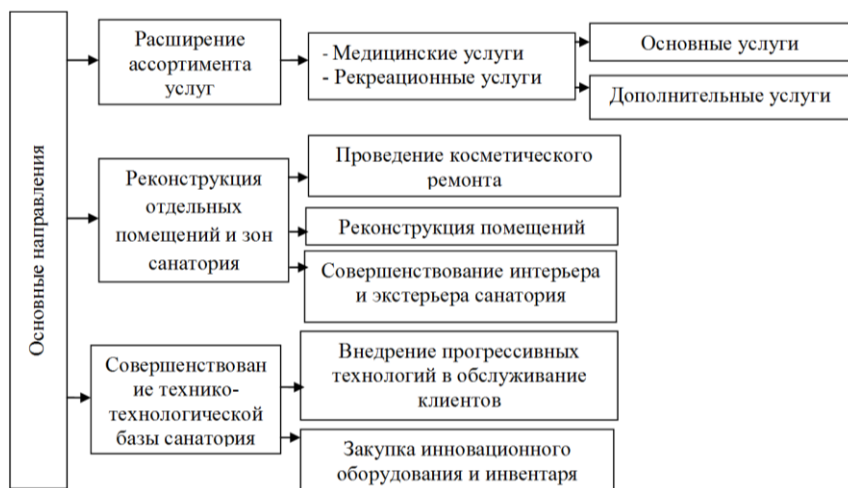 Основные направления
Расширение
ассортимента
услуг
- Медицинские услуги
- Рекреационные услуги
Основные услуги
Дополнительные услуги
Реконструкция
отдельных
помещений и зон
санатория
Проведение косметического
ремонта
Реконструкция помещений
Совершенствование интерьера
и экстерьера санатория
Совершенствован
ие технико-
технологической
базы санатория
Внедрение прогрессивных
технологий в обслуживание
клиентов
Закупка инновационного
оборудования и инвентаря